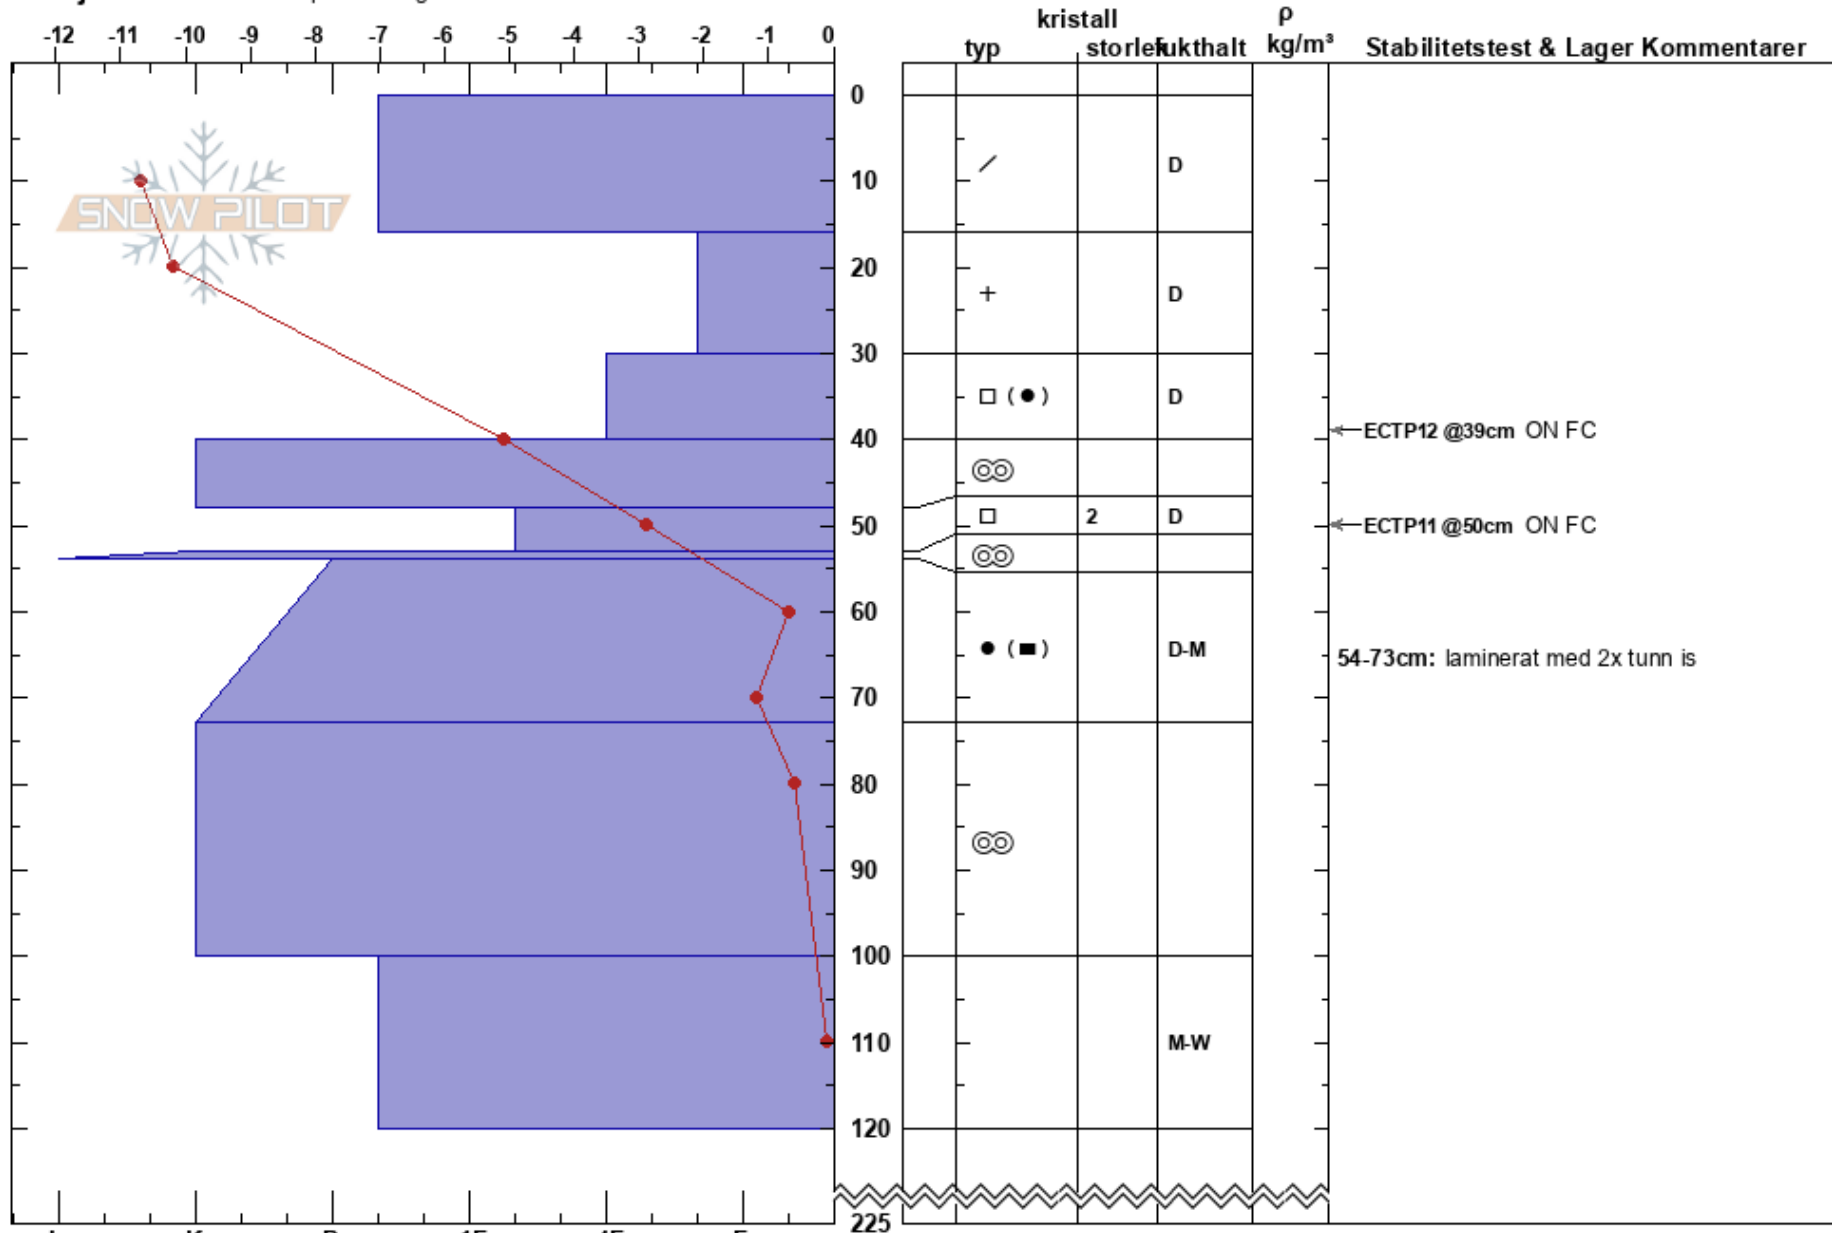 kristall ρ
-12 -11 -10 -9 -8 -7 -6 -5 -4 -3 -2 -1 0 typ storlek fukthalt kg/m³ Stabilitetstest & Lager Kommentarer
0
D
10
SNOW PILOT
20
+ D
30
( ) D
40 ECTP12 @39cm ON FC
50 2 D ECTP11 @50cm ON FC
60
( ) D-M 54-73cm: laminerat med 2x tunn is
70
80
90
100
110 M-W
120
225